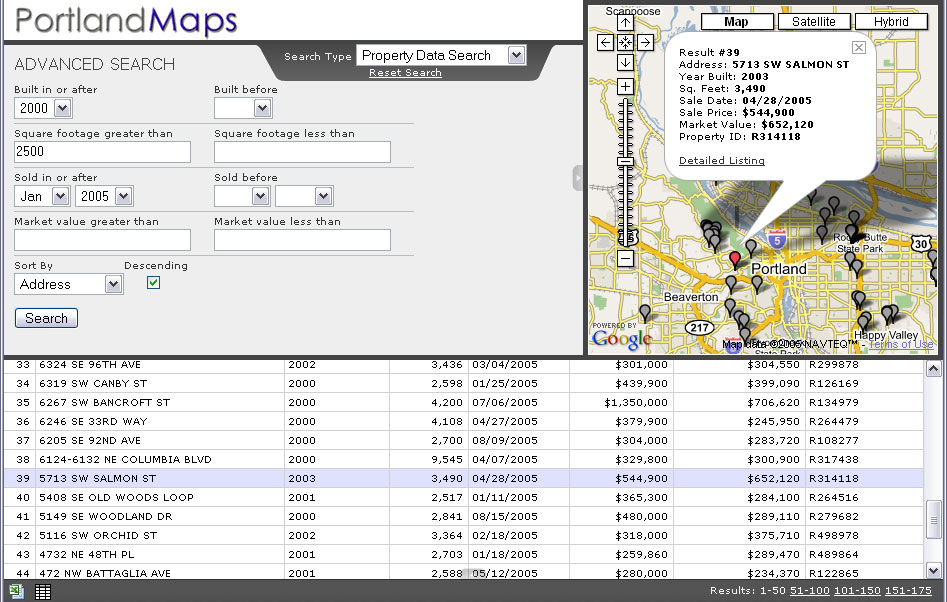 PortlandMaps
ADVANCED SEARCH
Search Type Property Data Search
Reset Search
Built in or after Built before
2000
Square footage greater than Square footage less than
2500
Sold in or after Sold before
Jan 2005
Market value greater than Market value less than
Sort By Descending
Address
Search
Scappoose
Map Satellite Hybrid
Result #39
Address: 5713 SW SALMON ST
Year Built: 2003
Sq. Feet: 3,490
Sale Date: 04/28/2005
Sale Price: $544,900
Market Value: $652,120
Property ID: R314118
Detailed Listing
5
Rocky Butte
State Park
30
Portland
Beaverton
217
Happy Valley
POWERED BY
Google
Map data ©2006 NAVTEQ™ - Terms of Use
State Park
33 6324 SE 96TH AVE 2002 3,436 03/04/2005 $301,000 $304,550 R299878
34 6319 SW CANBY ST 2000 2,598 01/25/2005 $439,900 $399,090 R126169
35 6267 SW BANCROFT ST 2000 4,200 07/06/2005 $1,350,000 $706,620 R134979
36 6246 SE 33RD WAY 2000 4,108 04/27/2005 $379,900 $245,950 R264479
37 6205 SE 92ND AVE 2000 2,700 08/09/2005 $304,000 $283,720 R108277
38 6124-6132 NE COLUMBIA BLVD 2000 9,545 04/07/2005 $329,800 $300,900 R317438
39 5713 SW SALMON ST 2003 3,490 04/28/2005 $544,900 $652,120 R314118
40 5408 SE OLD WOODS LOOP 2001 2,517 01/11/2005 $365,300 $284,100 R264516
41 5149 SE WOODLAND DR 2000 2,841 08/15/2005 $480,000 $289,110 R279682
42 5116 SW ORCHID ST 2002 3,364 02/18/2005 $318,000 $375,710 R498978
43 4732 NE 48TH PL 2001 2,703 01/18/2005 $259,860 $289,470 R489864
44 472 NW BATTAGLIA AVE 2001 2,588 05/12/2005 $280,000 $234,370 R122865
Results: 1-50 51-100 101-150 151-175